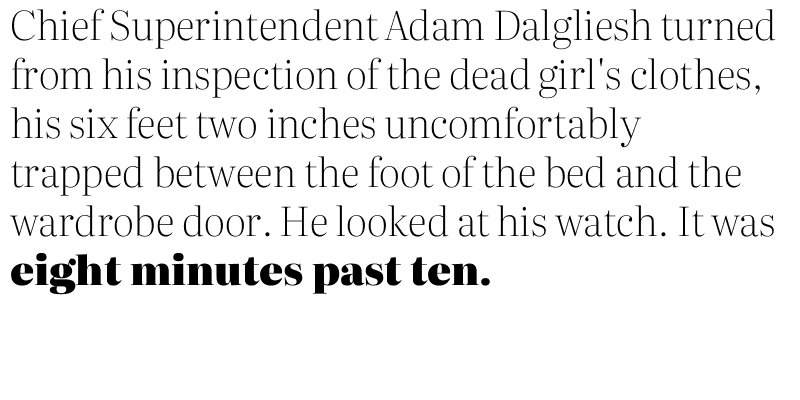 Chief Superintendent Adam Dalgliesh turned
from his inspection of the dead girl's clothes,
his six feet two inches uncomfortably
trapped between the foot of the bed and the
wardrobe door. He looked at his watch. It was
eight minutes past ten.